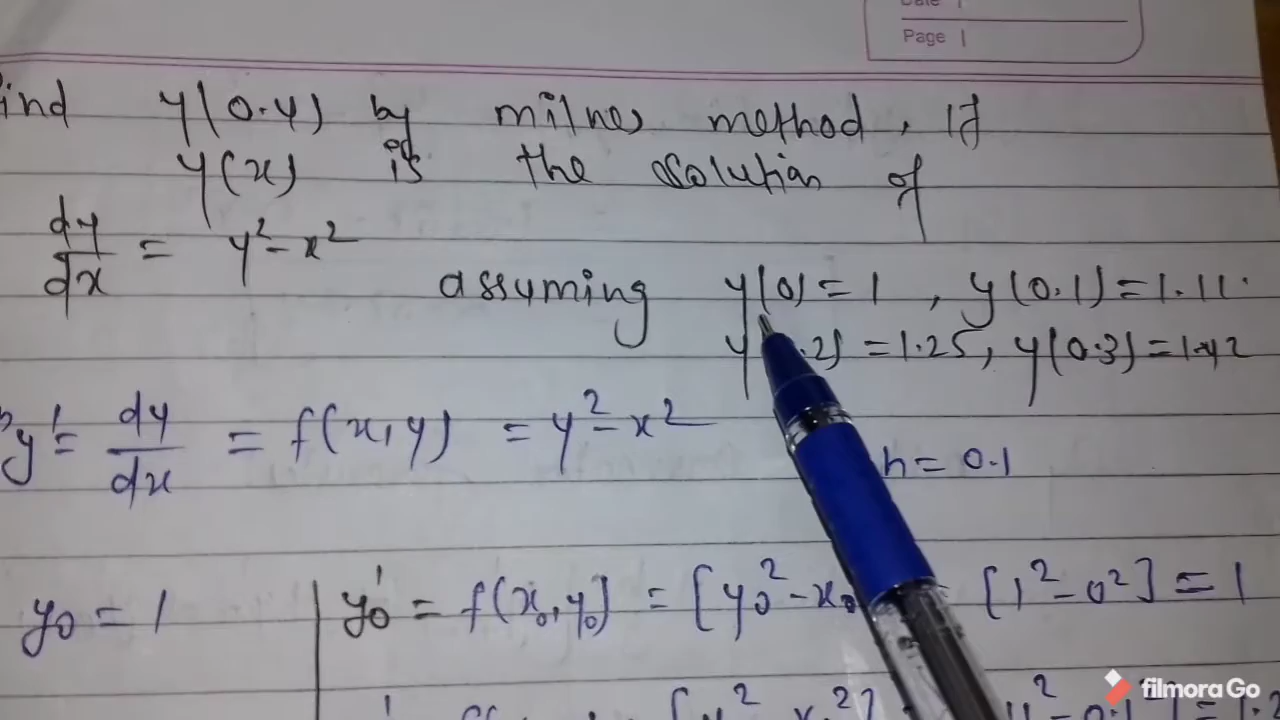 Page
ind y(0.4) by milnes method, if
y(x) is the solution of
dy/dx = y² - x²
assuming y(0) = 1, y(0.1) = 1.11.
y( .2) = 1.25, y(0.3) = 1.42
y' = dy/dx = f(x,y) = y² - x²
h = 0.1
y₀ = 1 | y₀' = f(x₀,y₀) = [y₀² - x₀ [1² - 0²] = 1
filmora Go